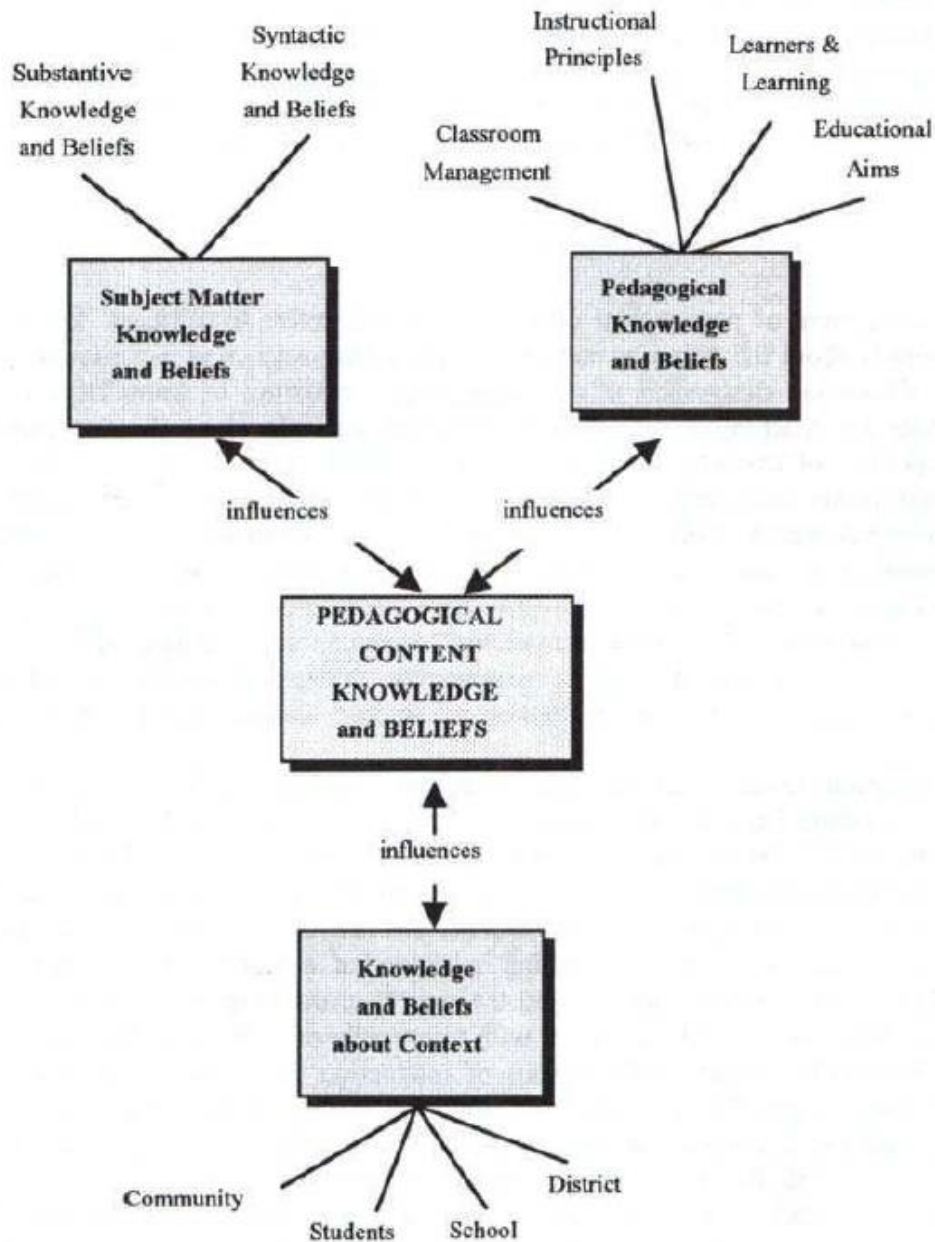 Substantive
Knowledge
and Beliefs
Syntactic
Knowledge
and Beliefs
Classroom
Management
Instructional
Principles
Learners &
Learning
Educational
Aims
Subject Matter
Knowledge
and Beliefs
Pedagogical
Knowledge
and Beliefs
influences
influences
PEDAGOGICAL
CONTENT
KNOWLEDGE
and BELIEFS
influences
Knowledge
and Beliefs
about Context
Community
Students
School
District